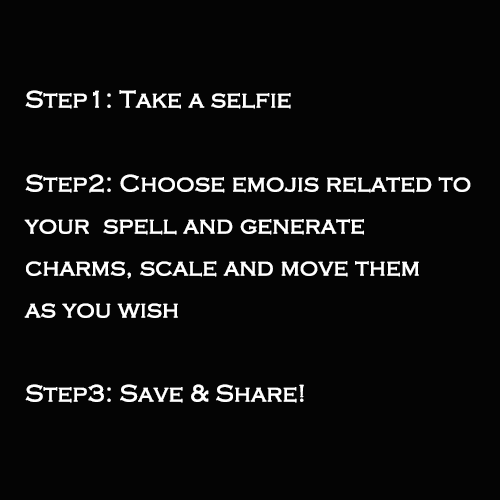 Step1: Take a selfie
Step2: Choose emojis related to
your  spell and generate
charms, scale and move them
as you wish
Step3: Save & Share!